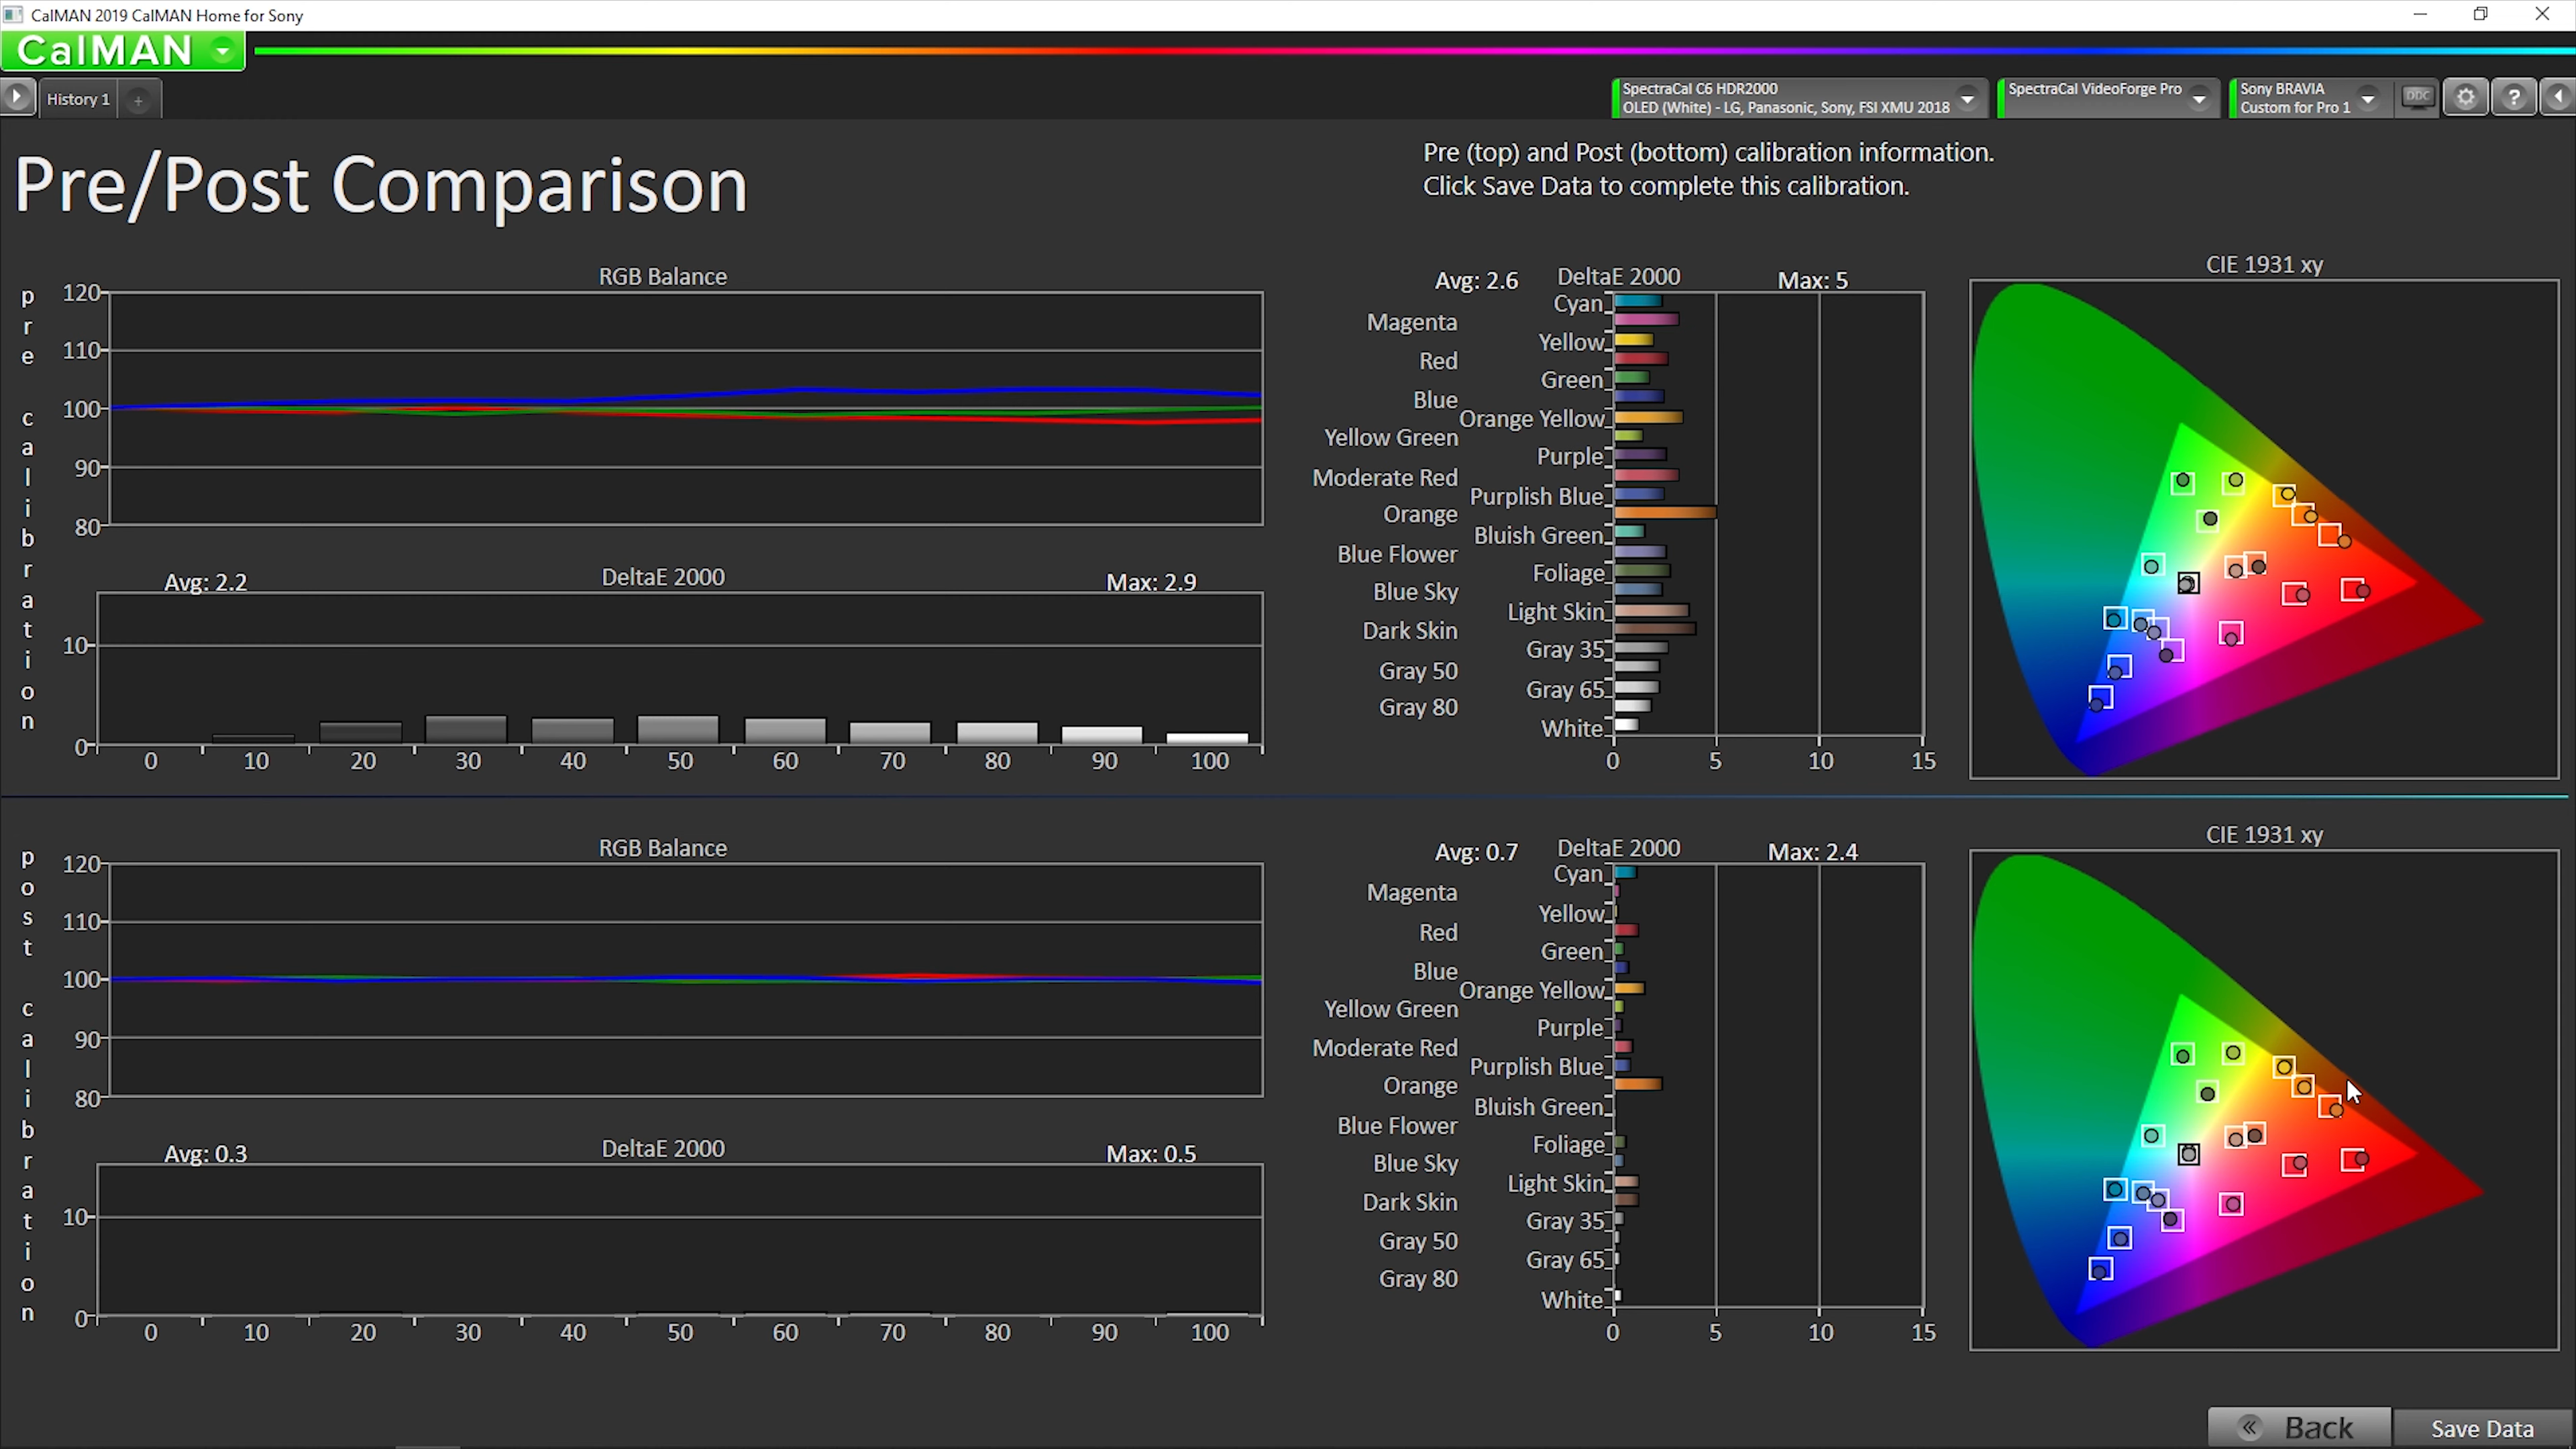 CalMAN 2019 CalMAN Home for Sony
CalMAN
History 1
+
SpectraCal C6 HDR2000
OLED (White) - LG, Panasonic, Sony, FSI XMU 2018
SpectraCal VideoForge Pro
Sony BRAVIA
Custom for Pro 1
DDC
?
Pre/Post Comparison
Pre (top) and Post (bottom) calibration information.
Click Save Data to complete this calibration.
pre calibration
RGB Balance
120
110
100
90
80
Avg: 2.2
DeltaE 2000
Max: 2.9
10
0
0 10 20 30 40 50 60 70 80 90 100
Avg: 2.6
DeltaE 2000
Max: 5
Cyan
Magenta
Yellow
Red
Green
Blue
Orange Yellow
Yellow Green
Purple
Moderate Red
Purplish Blue
Orange
Bluish Green
Blue Flower
Foliage
Blue Sky
Light Skin
Dark Skin
Gray 35
Gray 50
Gray 65
Gray 80
White
0 5 10 15
CIE 1931 xy
post calibration
RGB Balance
120
110
100
90
80
Avg: 0.3
DeltaE 2000
Max: 0.5
10
0
0 10 20 30 40 50 60 70 80 90 100
Avg: 0.7
DeltaE 2000
Max: 2.4
Cyan
Magenta
Yellow
Red
Green
Blue
Orange Yellow
Yellow Green
Purple
Moderate Red
Purplish Blue
Orange
Bluish Green
Blue Flower
Foliage
Blue Sky
Light Skin
Dark Skin
Gray 35
Gray 50
Gray 65
Gray 80
White
0 5 10 15
CIE 1931 xy
Back
Save Data